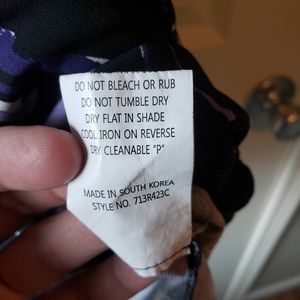 DO NOT BLEACH OR RUB
DO NOT TUMBLE DRY
DRY FLAT IN SHADE
COOL IRON ON REVERSE
DRY CLEANABLE "P"
MADE IN SOUTH KOREA
STYLE NO. 713R423C